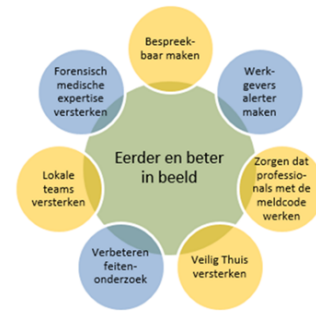 Bespreek-
baar maken
Werk-
gevers
alerter
maken
Zorgen dat
professio-
nals met de
meldcode
werken
Veilig Thuis
versterken
Verbeteren
feiten-
onderzoek
Lokale
teams
versterken
Forensisch
medische
expertise
versterken
Eerder en beter
in beeld